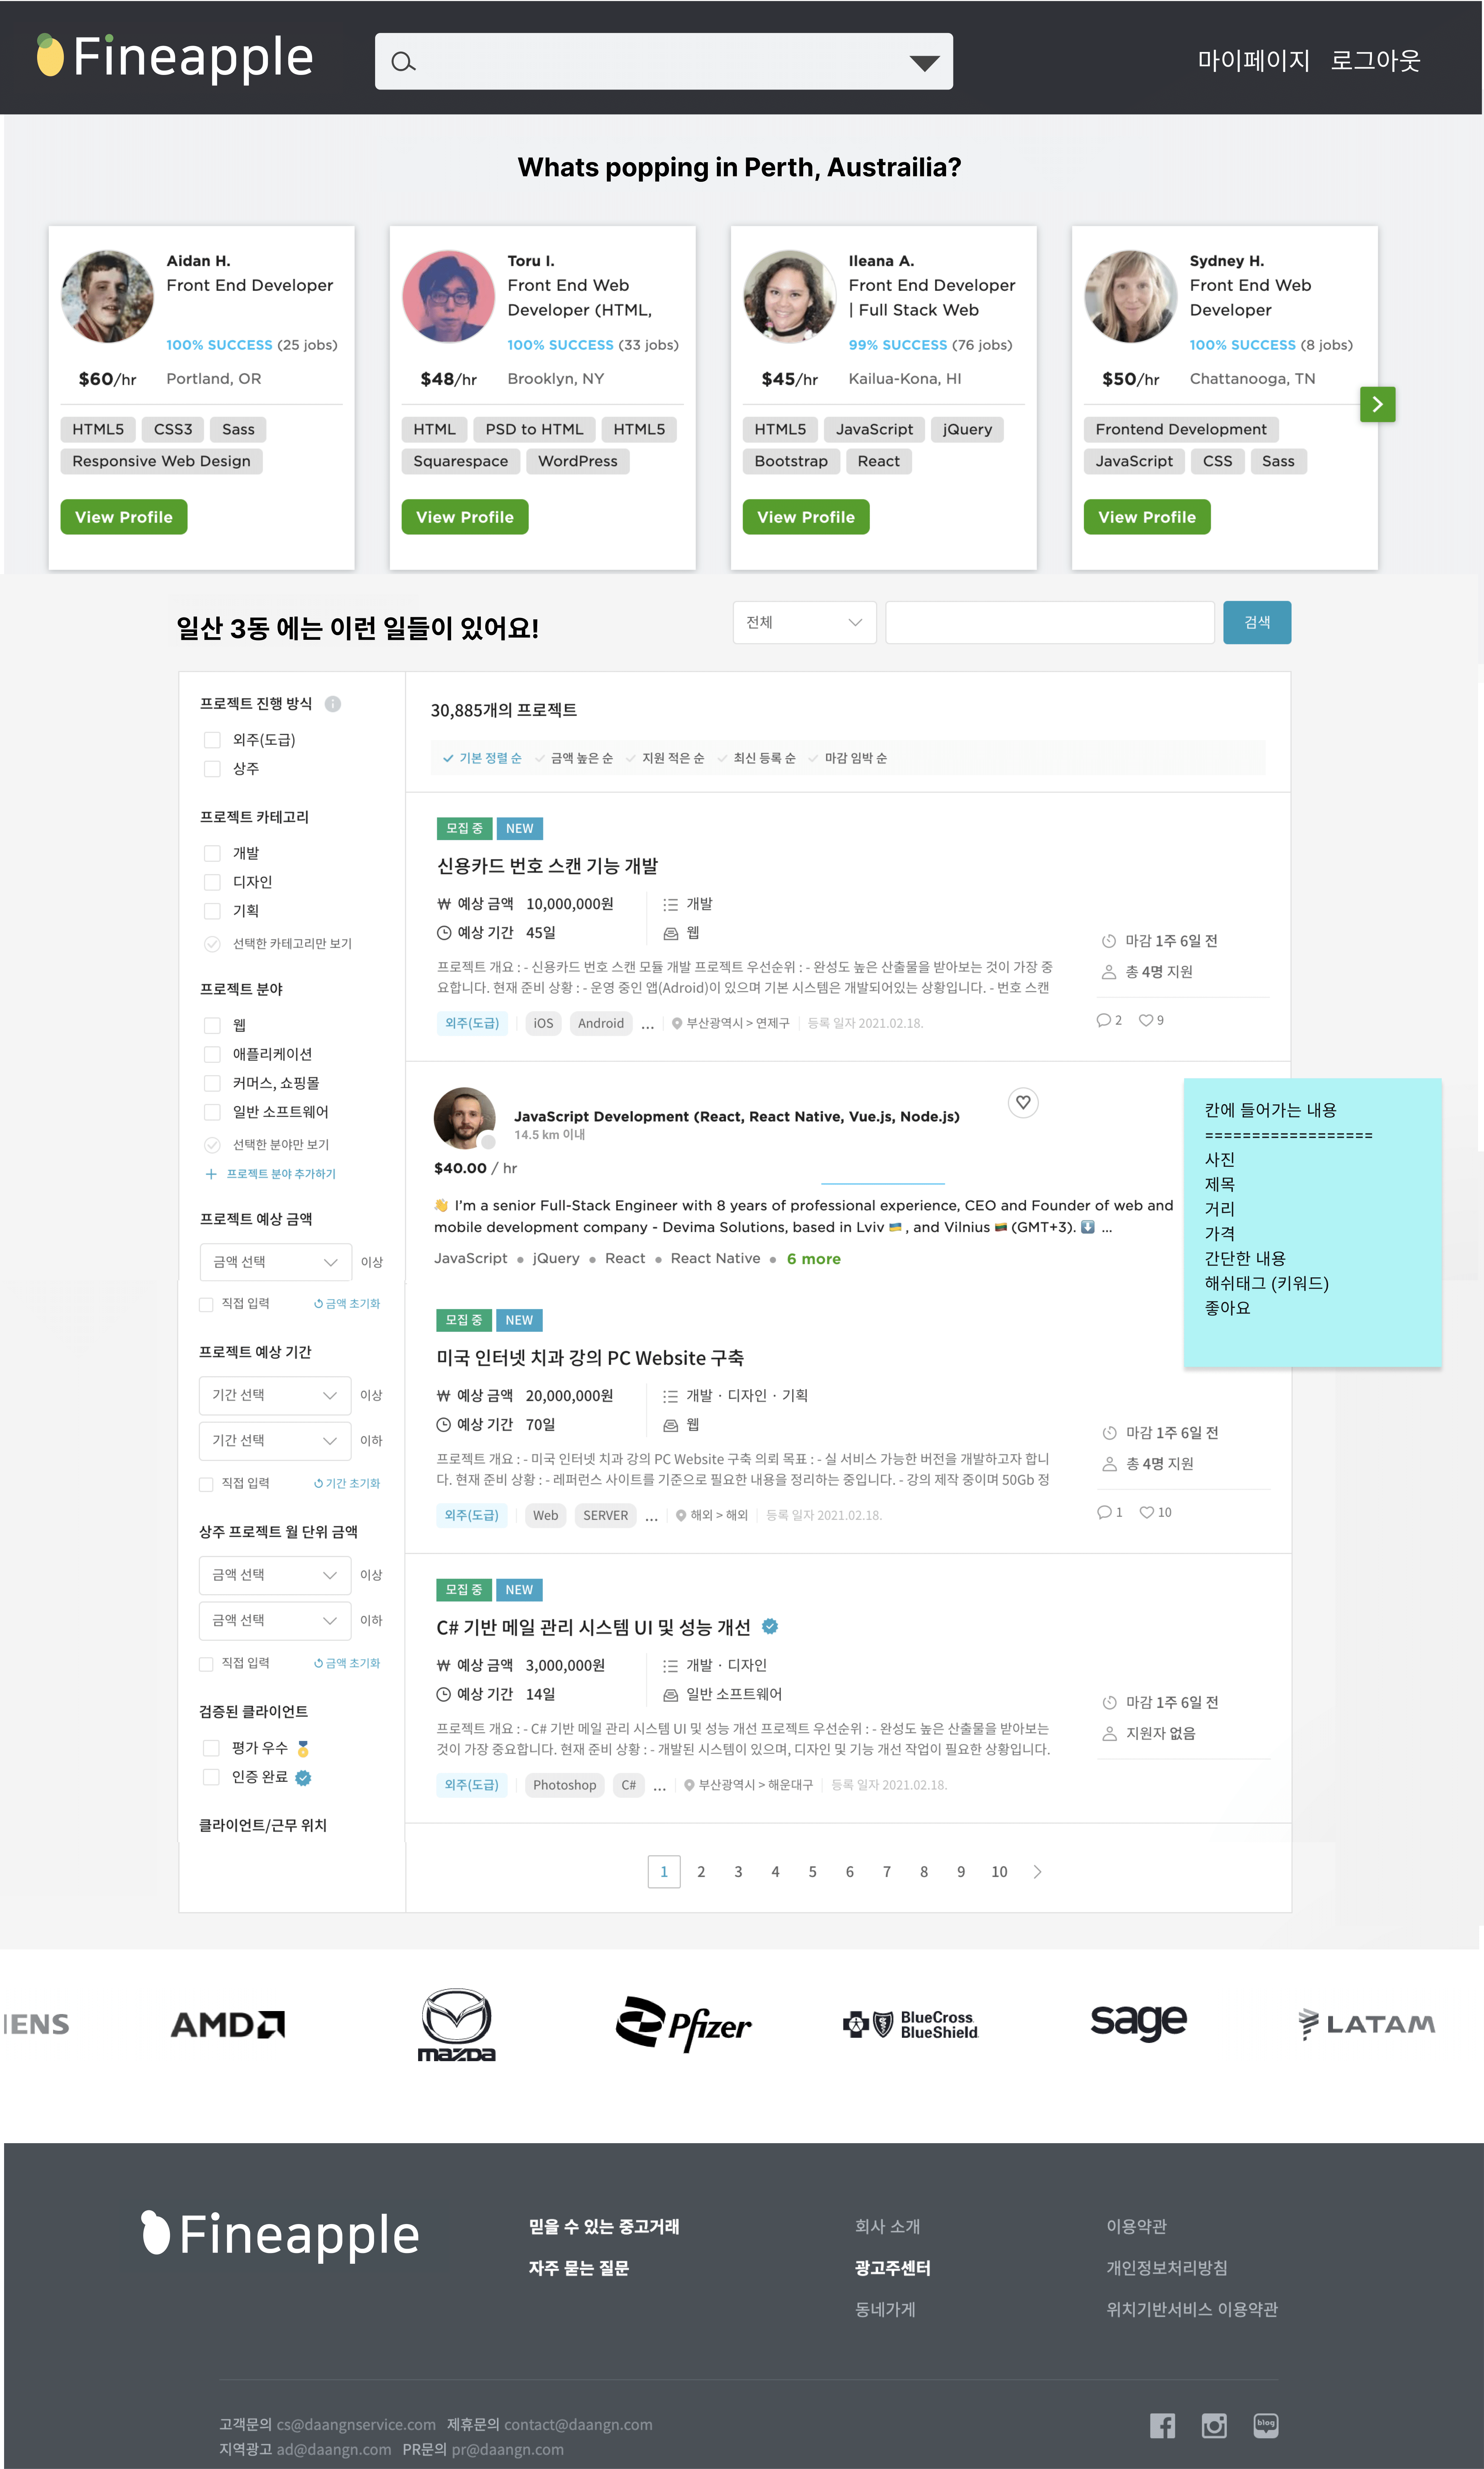 Fineapple
마이페이지 로그아웃
Whats popping in Perth, Austrailia?
Aidan H.
Front End Developer
100% SUCCESS (25 jobs)
$60/hr Portland, OR
HTML5 CSS3 Sass
Responsive Web Design
View Profile
Toru I.
Front End Web
Developer (HTML,
100% SUCCESS (33 jobs)
$48/hr Brooklyn, NY
HTML PSD to HTML HTML5
Squarespace WordPress
View Profile
Ileana A.
Front End Developer
| Full Stack Web
99% SUCCESS (76 jobs)
$45/hr Kailua-Kona, HI
HTML5 JavaScript jQuery
Bootstrap React
View Profile
Sydney H.
Front End Web
Developer
100% SUCCESS (8 jobs)
$50/hr Chattanooga, TN
Frontend Development
JavaScript CSS Sass
View Profile
일산 3동 에는 이런 일들이 있어요!
전체
검색
프로젝트 진행 방식
외주(도급)
상주
프로젝트 카테고리
개발
디자인
기획
선택한 카테고리만 보기
프로젝트 분야
웹
애플리케이션
커머스, 쇼핑몰
일반 소프트웨어
선택한 분야만 보기
+ 프로젝트 분야 추가하기
프로젝트 예상 금액
금액 선택 이상
직접 입력 금액 초기화
프로젝트 예상 기간
기간 선택 이상
기간 선택 이하
직접 입력 기간 초기화
상주 프로젝트 월 단위 금액
금액 선택 이상
금액 선택 이하
직접 입력 금액 초기화
검증된 클라이언트
평가 우수
인증 완료
클라이언트/근무 위치
30,885개의 프로젝트
기본 정렬 순 금액 높은 순 지원 적은 순 최신 등록 순 마감 임박 순
모집 중 NEW
신용카드 번호 스캔 기능 개발
₩ 예상 금액 10,000,000원 개발
예상 기간 45일 웹
마감 1주 6일 전
총 4명 지원
프로젝트 개요 : - 신용카드 번호 스캔 모듈 개발 프로젝트 우선순위 : - 완성도 높은 산출물을 받아보는 것이 가장 중
요합니다. 현재 준비 상황 : - 운영 중인 앱(Adroid)이 있으며 기본 시스템은 개발되어있는 상황입니다. - 번호 스캔
외주(도급) iOS Android ... 부산광역시 > 연제구 등록 일자 2021.02.18.
2 9
JavaScript Development (React, React Native, Vue.js, Node.js)
14.5 km 이내
$40.00 / hr
👋 I'm a senior Full-Stack Engineer with 8 years of professional experience, CEO and Founder of web and
mobile development company - Devima Solutions, based in Lviv 🇺🇦 , and Vilnius 🇱🇹 (GMT+3). ⬇️ ...
JavaScript • jQuery • React • React Native • 6 more
칸에 들어가는 내용
==================
사진
제목
거리
가격
간단한 내용
해쉬태그 (키워드)
좋아요
모집 중 NEW
미국 인터넷 치과 강의 PC Website 구축
₩ 예상 금액 20,000,000원 개발 · 디자인 · 기획
예상 기간 70일 웹
마감 1주 6일 전
총 4명 지원
프로젝트 개요 : - 미국 인터넷 치과 강의 PC Website 구축 의뢰 목표 : - 실 서비스 가능한 버전을 개발하고자 합니
다. 현재 준비 상황 : - 레퍼런스 사이트를 기준으로 필요한 내용을 정리하는 중입니다. - 강의 제작 중이며 50Gb 정
외주(도급) Web SERVER ... 해외 > 해외 등록 일자 2021.02.18.
1 10
모집 중 NEW
C# 기반 메일 관리 시스템 UI 및 성능 개선
₩ 예상 금액 3,000,000원 개발 · 디자인
예상 기간 14일 일반 소프트웨어
마감 1주 6일 전
지원자 없음
프로젝트 개요 : - C# 기반 메일 관리 시스템 UI 및 성능 개선 프로젝트 우선순위 : - 완성도 높은 산출물을 받아보는
것이 가장 중요합니다. 현재 준비 상황 : - 개발된 시스템이 있으며, 디자인 및 기능 개선 작업이 필요한 상황입니다.
외주(도급) Photoshop C# ... 부산광역시 > 해운대구 등록 일자 2021.02.18.
1 2 3 4 5 6 7 8 9 10
IENS AMD mazda Pfizer BlueCross BlueShield sage LATAM
Fineapple
믿을 수 있는 중고거래
자주 묻는 질문
회사 소개
광고주센터
동네가게
이용약관
개인정보처리방침
위치기반서비스 이용약관
고객문의 cs@daangnservice.com 제휴문의 contact@daangn.com
지역광고 ad@daangn.com PR문의 pr@daangn.com
blog